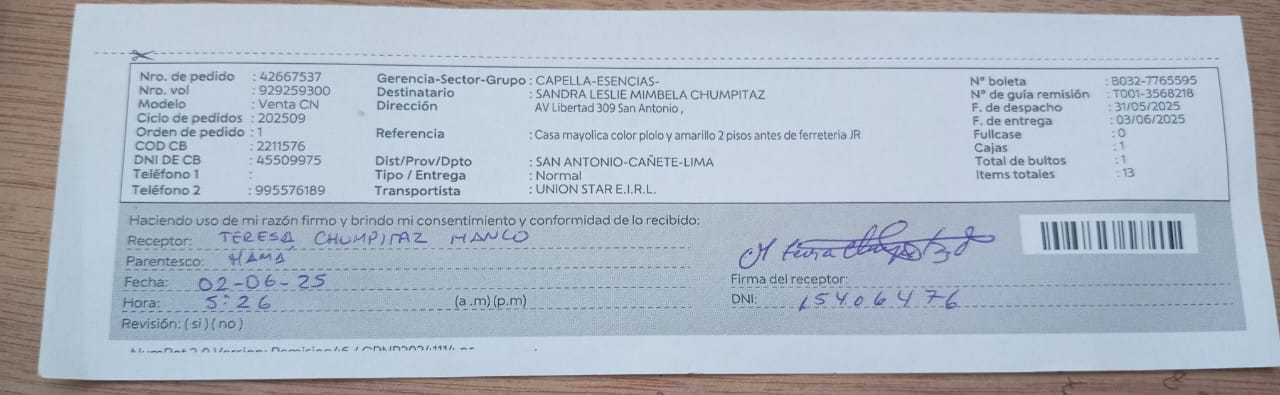 Nro. de pedido : 42667537
Nro. vol : 929259300
Modelo : Venta CN
Ciclo de pedidos : 202509
Orden de pedido : 1
COD CB : 2211576
DNI DE CB : 45509975
Teléfono 1 :
Teléfono 2 : 995576189
Gerencia-Sector-Grupo : CAPELLA-ESENCIAS-
Destinatario : SANDRA LESLIE MIMBELA CHUMPITAZ
Dirección AV Libertad 309 San Antonio ,
Referencia : Casa mayolica color plolo y amarillo 2 pisos antes de ferreteria JR
Dist/Prov/Dpto : SAN ANTONIO-CAÑETE-LIMA
Tipo / Entrega : Normal
Transportista : UNION STAR E.I.R.L.
N° boleta : B032-7765595
N° de guía remisión : T001-3568218
F. de despacho : 31/05/2025
F. de entrega : 03/06/2025
Fullcase : 0
Cajas : 1
Total de bultos : 1
Items totales : 13
Haciendo uso de mi razón firmo y brindo mi consentimiento y conformidad de lo recibido:
Receptor: TERESA CHUMPITAZ MANCO
Parentesco: MAMÁ
Fecha: 02-06-25
Hora: 5:26 (a .m) (p.m)
Revisión: ( si ) ( no )
Firma del receptor:
DNI: 15406476